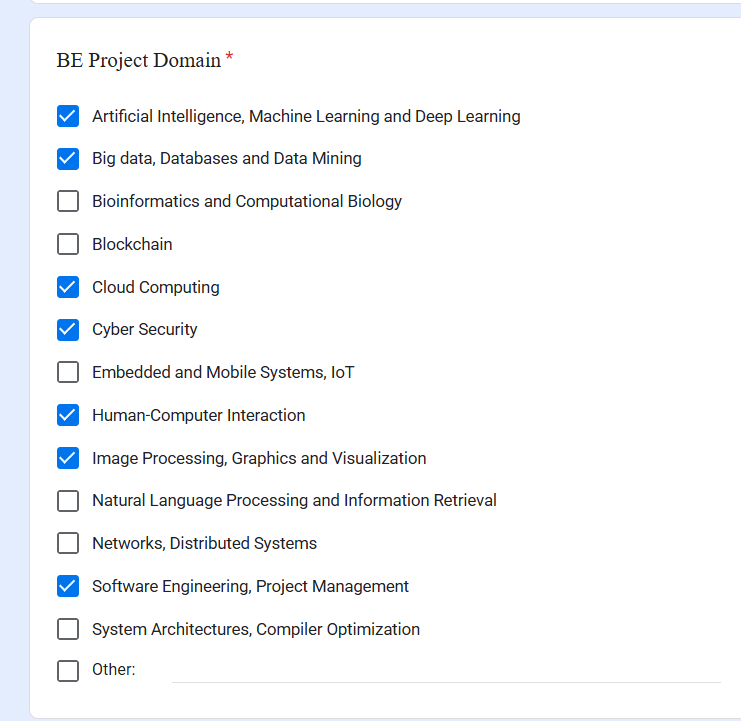 BE Project Domain *
Artificial Intelligence, Machine Learning and Deep Learning
Big data, Databases and Data Mining
Bioinformatics and Computational Biology
Blockchain
Cloud Computing
Cyber Security
Embedded and Mobile Systems, IoT
Human-Computer Interaction
Image Processing, Graphics and Visualization
Natural Language Processing and Information Retrieval
Networks, Distributed Systems
Software Engineering, Project Management
System Architectures, Compiler Optimization
Other: